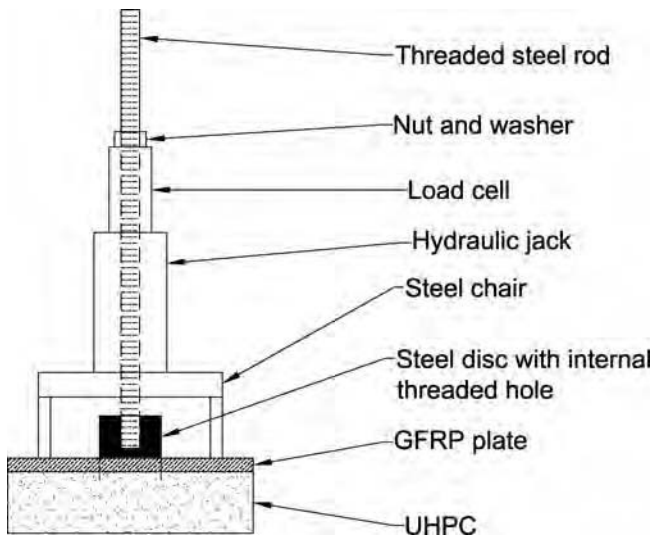 Threaded steel rod
Nut and washer
Load cell
Hydraulic jack
Steel chair
Steel disc with internal
threaded hole
GFRP plate
UHPC